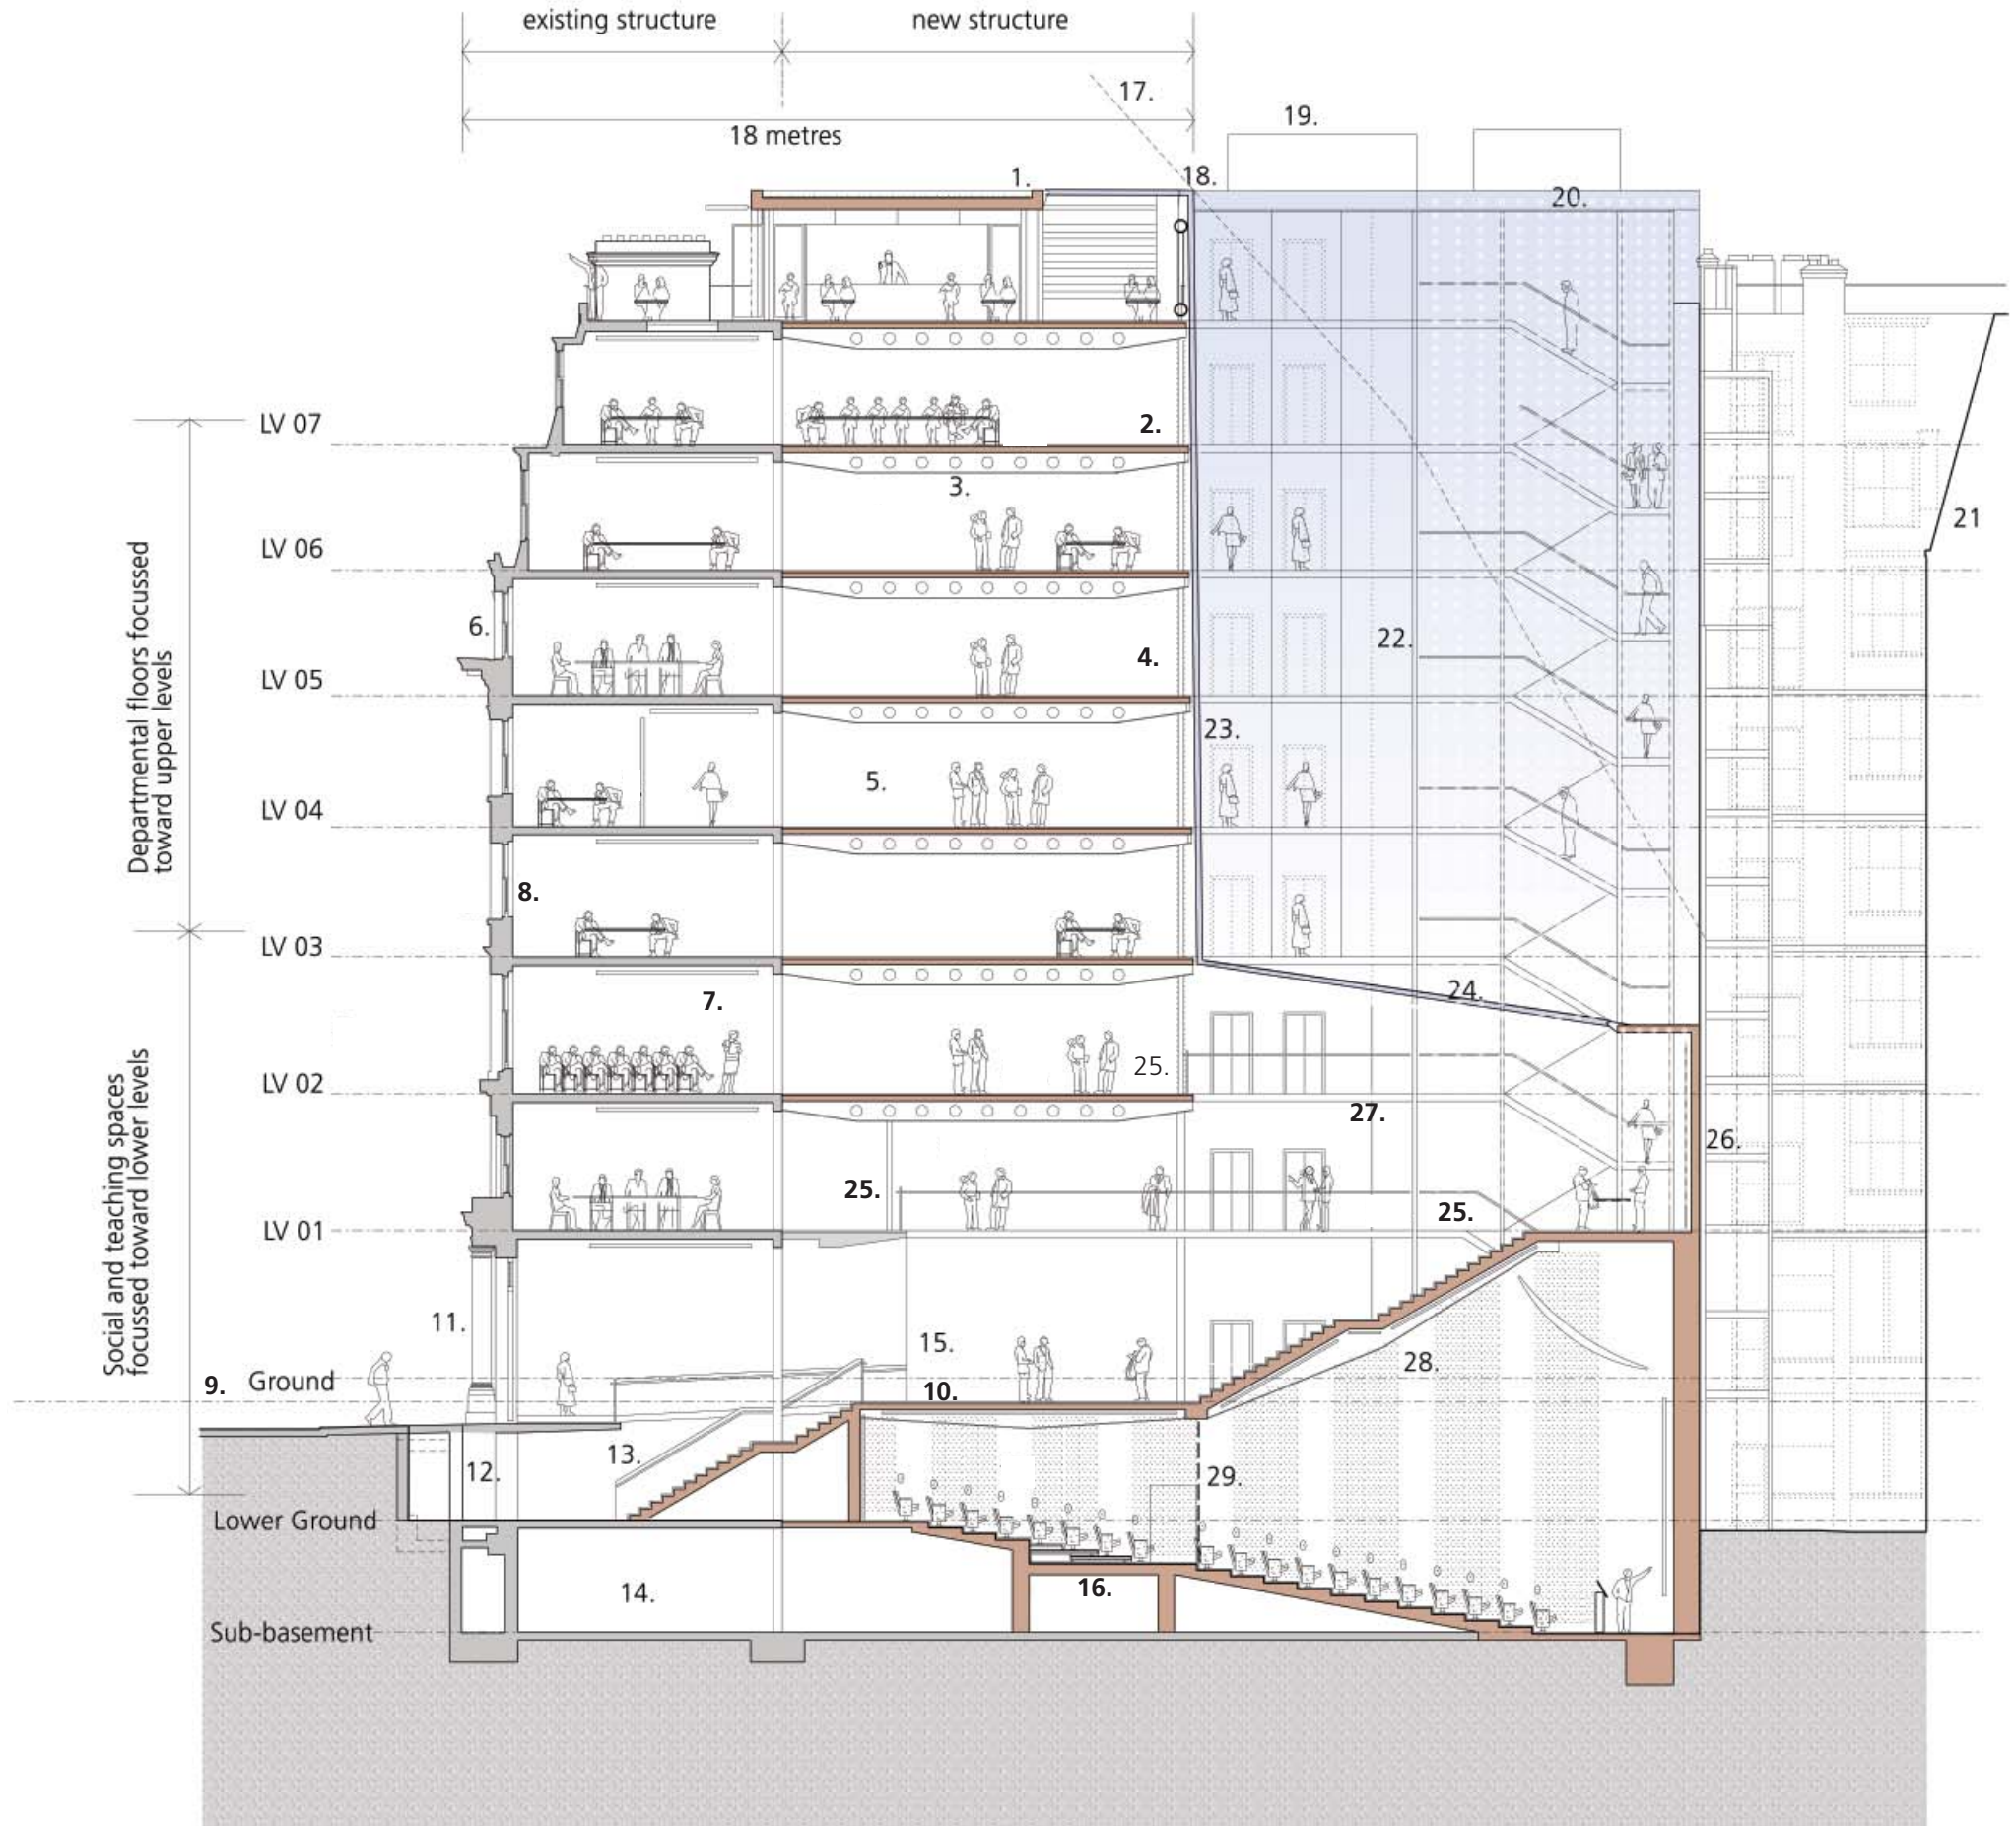 existing structure
new structure
17.
18 metres
19.
1.
18.
20.
LV 07
2.
3.
21
LV 06
Departmental floors focussed
toward upper levels
6.
4.
22.
LV 05
23.
5.
LV 04
8.
LV 03
24.
7.
25.
LV 02
27.
26.
Social and teaching spaces
focussed toward lower levels
25.
25.
LV 01
11.
15.
28.
9.
Ground
10.
13.
12.
29.
Lower Ground
14.
16.
Sub-basement